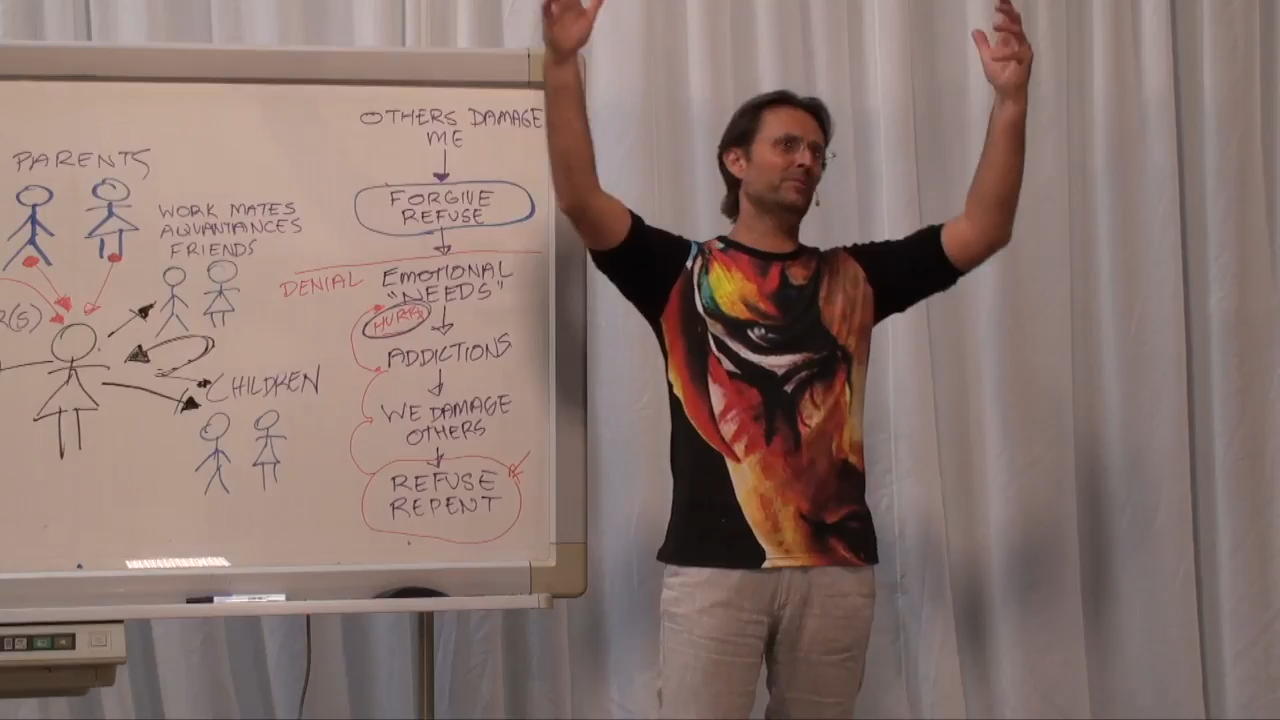 PARENTS
R(S)
WORK MATES
AQUANTANCES
FRIENDS
CHILDREN
OTHERS DAMAGE
ME
FORGIVE
REFUSE
DENIAL
EMOTIONAL
"NEEDS"
ADDICTIONS
WE DAMAGE
OTHERS
REFUSE
REPENT